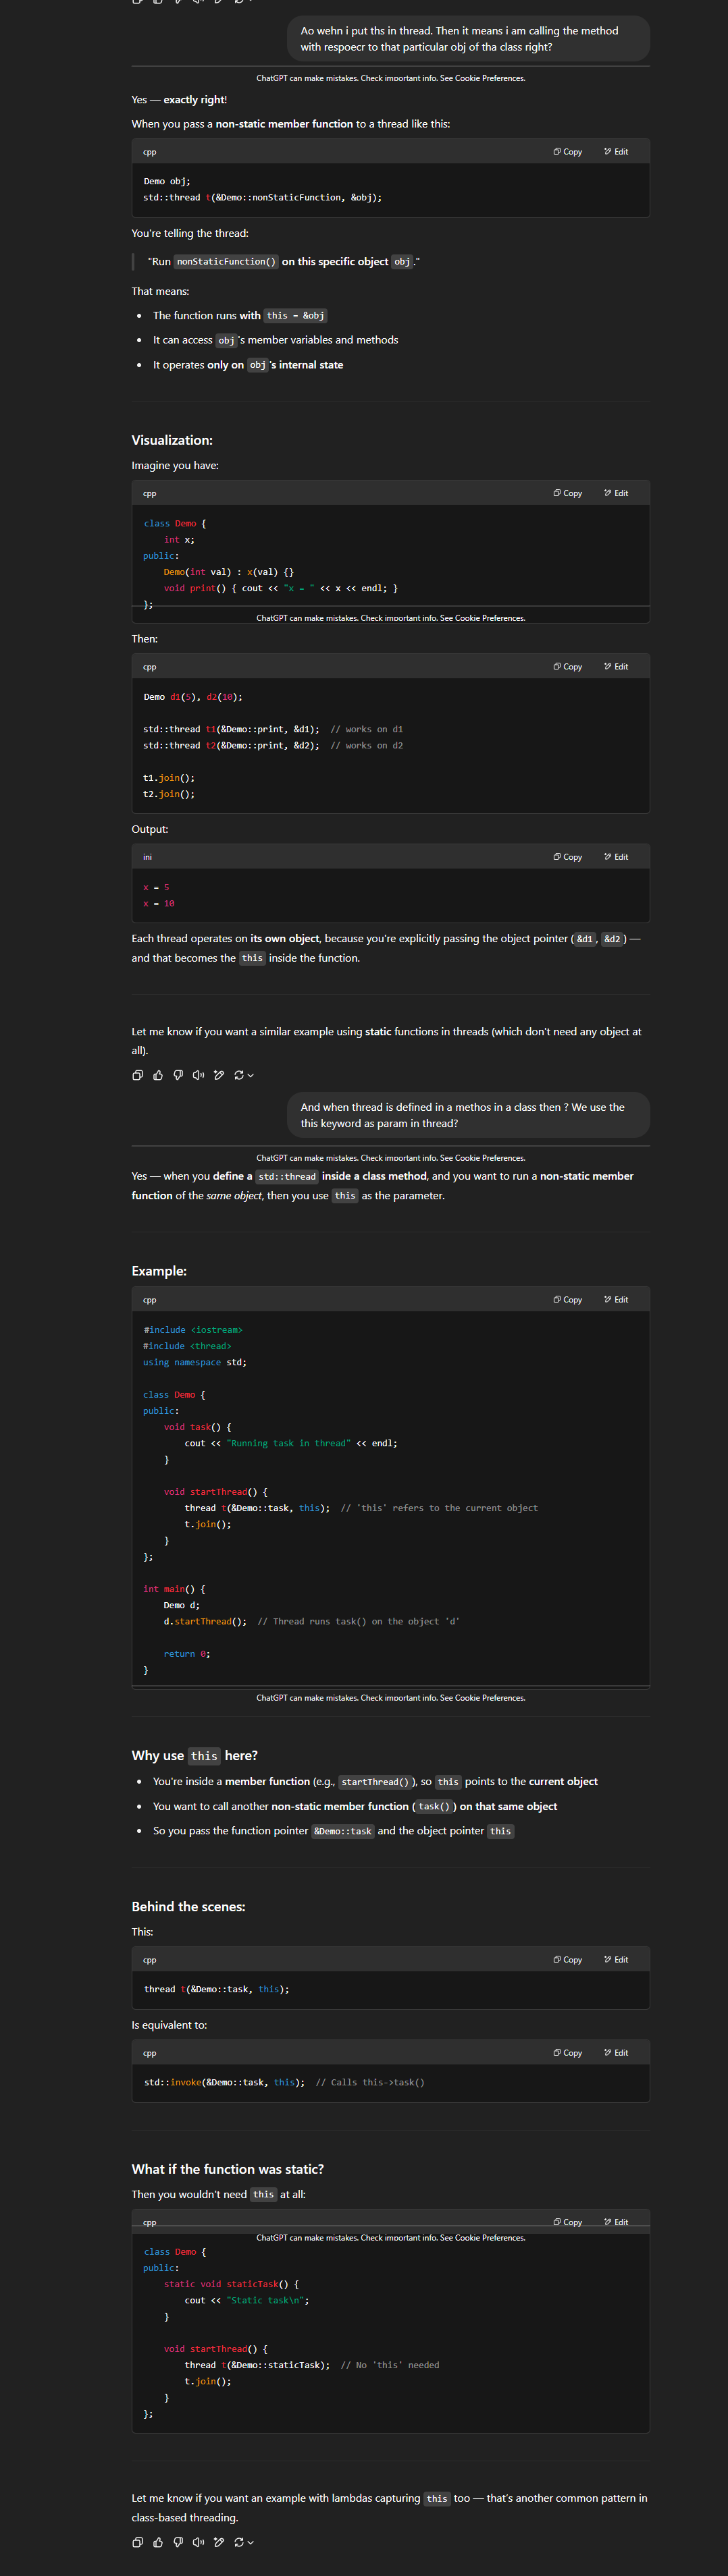 Ao wehn i put ths in thread. Then it means i am calling the method
with respoecr to that particular obj of tha class right?
ChatGPT can make mistakes. Check important info. See Cookie Preferences.
Yes — exactly right!
When you pass a non-static member function to a thread like this:
cpp
Copy
Edit
Demo obj;
std::thread t(&Demo::nonStaticFunction, &obj);
You're telling the thread:
"Run nonStaticFunction() on this specific object obj."
That means:
• The function runs with this = &obj
• It can access obj's member variables and methods
• It operates only on obj's internal state
Visualization:
Imagine you have:
cpp
Copy
Edit
class Demo {
    int x;
public:
    Demo(int val) : x(val) {}
    void print() { cout << "x = " << x << endl; }
};
ChatGPT can make mistakes. Check important info. See Cookie Preferences.
Then:
cpp
Copy
Edit
Demo d1(5), d2(10);
std::thread t1(&Demo::print, &d1);  // works on d1
std::thread t2(&Demo::print, &d2);  // works on d2
t1.join();
t2.join();
Output:
ini
Copy
Edit
x = 5
x = 10
Each thread operates on its own object, because you're explicitly passing the object pointer (&d1, &d2) —
and that becomes the this inside the function.
Let me know if you want a similar example using static functions in threads (which don't need any object at
all).
And when thread is defined in a methos in a class then ? We use the
this keyword as param in thread?
ChatGPT can make mistakes. Check important info. See Cookie Preferences.
Yes — when you define a std::thread inside a class method, and you want to run a non-static member
function of the same object, then you use this as the parameter.
Example:
cpp
Copy
Edit
#include <iostream>
#include <thread>
using namespace std;
class Demo {
public:
    void task() {
        cout << "Running task in thread" << endl;
    }
    void startThread() {
        thread t(&Demo::task, this);  // 'this' refers to the current object
        t.join();
    }
};
int main() {
    Demo d;
    d.startThread();  // Thread runs task() on the object 'd'
    return 0;
}
ChatGPT can make mistakes. Check important info. See Cookie Preferences.
Why use this here?
• You're inside a member function (e.g., startThread()), so this points to the current object
• You want to call another non-static member function (task()) on that same object
• So you pass the function pointer &Demo::task and the object pointer this
Behind the scenes:
This:
cpp
Copy
Edit
thread t(&Demo::task, this);
Is equivalent to:
cpp
Copy
Edit
std::invoke(&Demo::task, this);  // Calls this->task()
What if the function was static?
Then you wouldn't need this at all:
cpp
Copy
Edit
ChatGPT can make mistakes. Check important info. See Cookie Preferences.
class Demo {
public:
    static void staticTask() {
        cout << "Static task\n";
    }
    void startThread() {
        thread t(&Demo::staticTask);  // No 'this' needed
        t.join();
    }
};
Let me know if you want an example with lambdas capturing this too — that's another common pattern in
class-based threading.